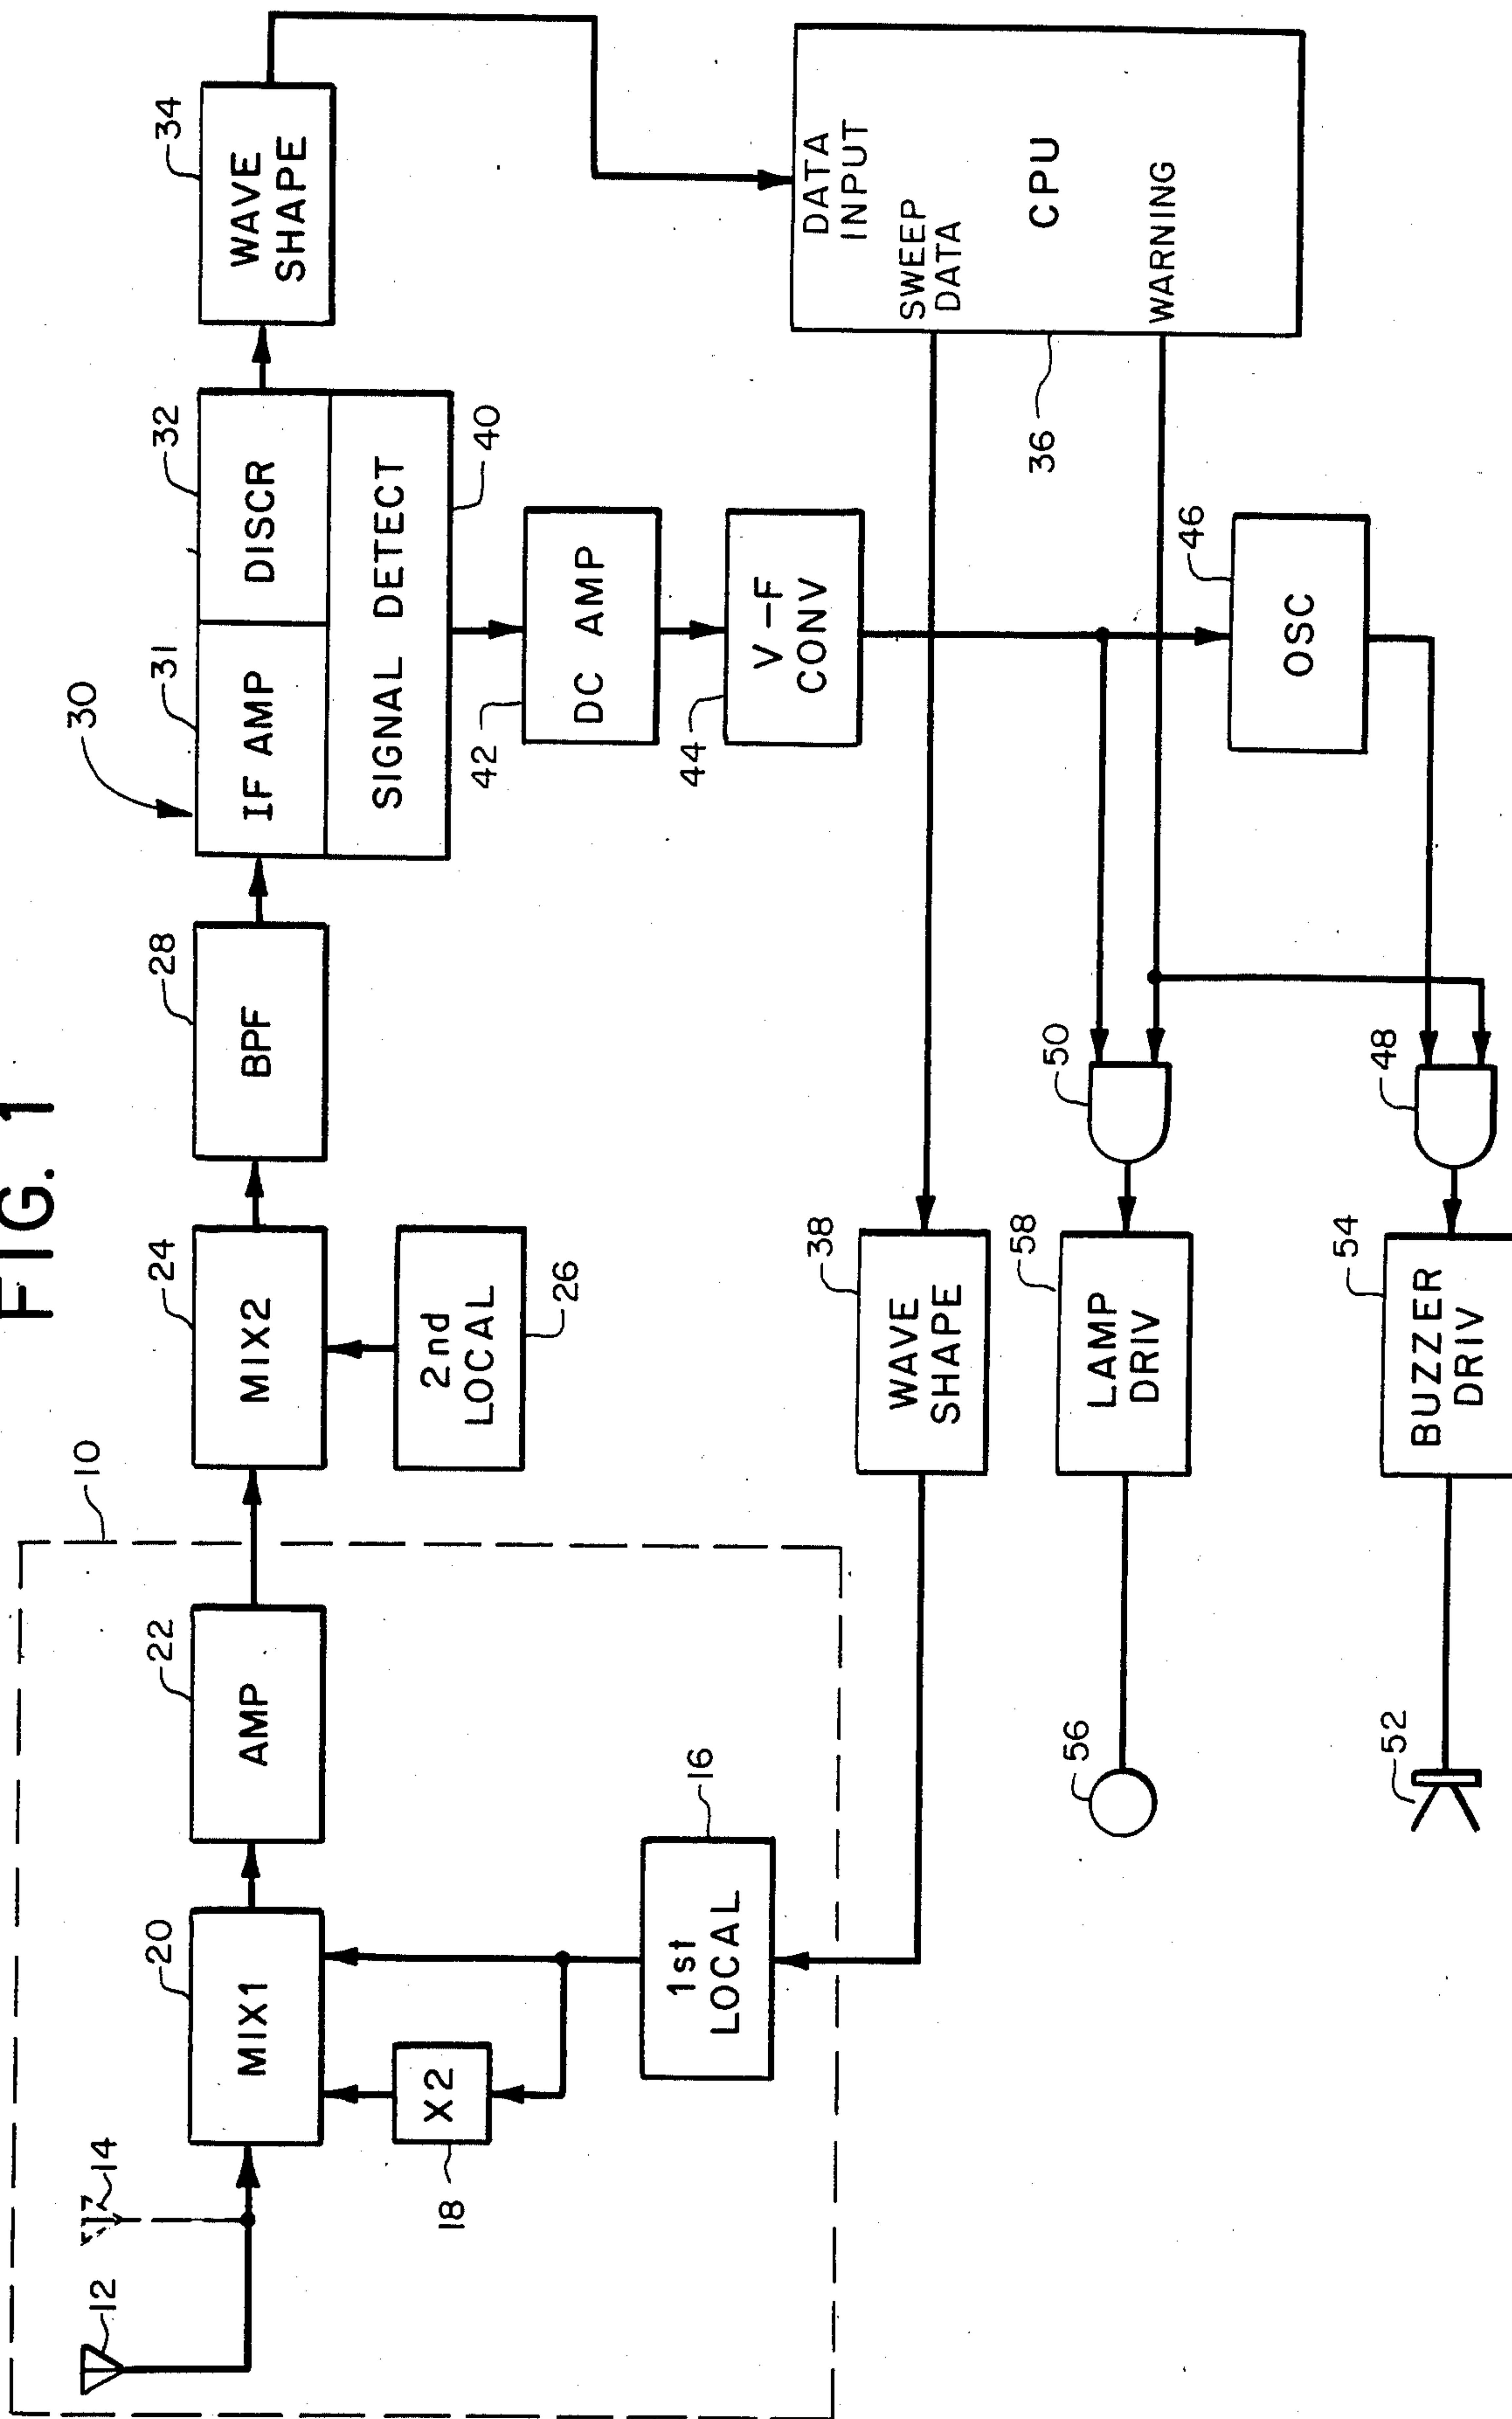 FIG. 1
10
12
14
20
MIX1
22
AMP
24
MIX2
28
BPF
30
31
IF AMP
32
DISCR
34
WAVE
SHAPE
18
X2
16
1st
LOCAL
2nd
LOCAL
26
SIGNAL DETECT
40
42
DC AMP
44
V-F
CONV
DATA
INPUT
SWEEP
DATA
CPU
WARNING
36
38
WAVE
SHAPE
46
OSC
50
58
LAMP
DRIV
56
48
54
BUZZER
DRIV
52